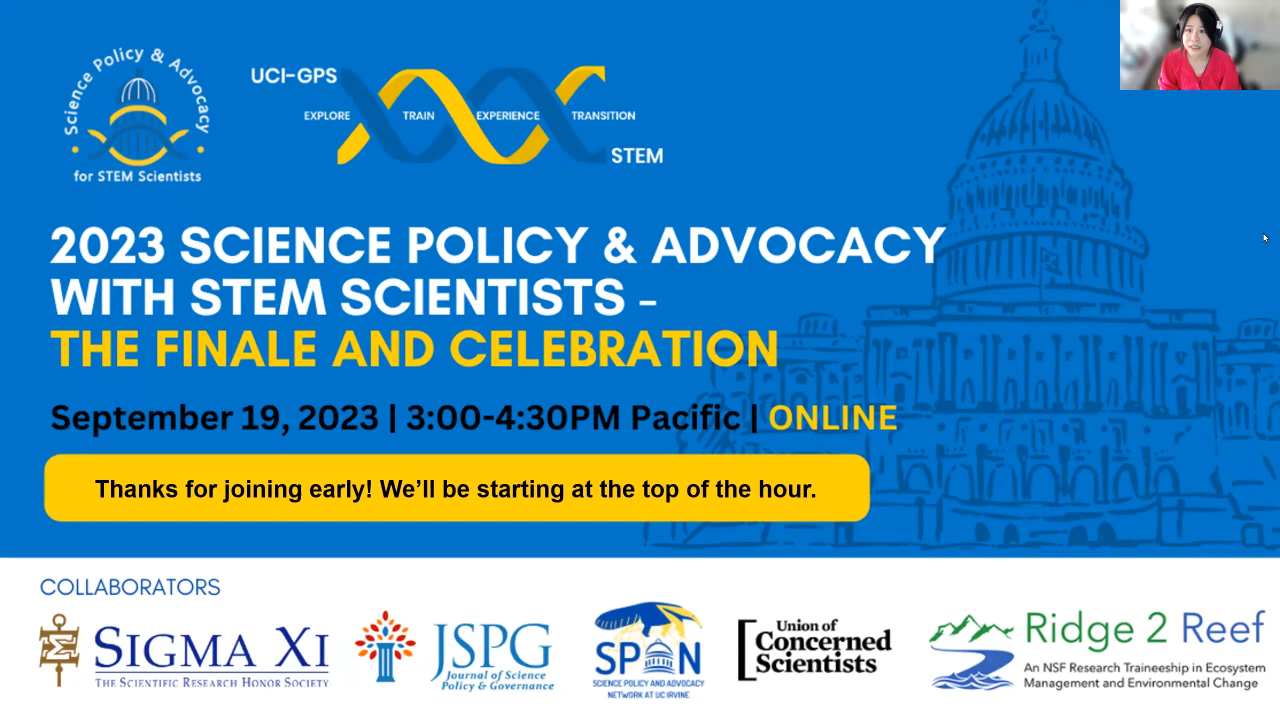 Science Policy & Advocacy
for STEM Scientists
UCI-GPS
EXPLORE TRAIN EXPERIENCE TRANSITION
STEM
2023 SCIENCE POLICY & ADVOCACY
WITH STEM SCIENTISTS –
THE FINALE AND CELEBRATION
September 19, 2023 | 3:00-4:30PM Pacific | ONLINE
Thanks for joining early! We’ll be starting at the top of the hour.
COLLABORATORS
SIGMA XI
THE SCIENTIFIC RESEARCH HONOR SOCIETY
JSPG
Journal of Science
Policy & Governance
SPAN
SCIENCE POLICY AND ADVOCACY
NETWORK AT UC IRVINE
Union of
Concerned
Scientists
Ridge 2 Reef
An NSF Research Traineeship in Ecosystem
Management and Environmental Change